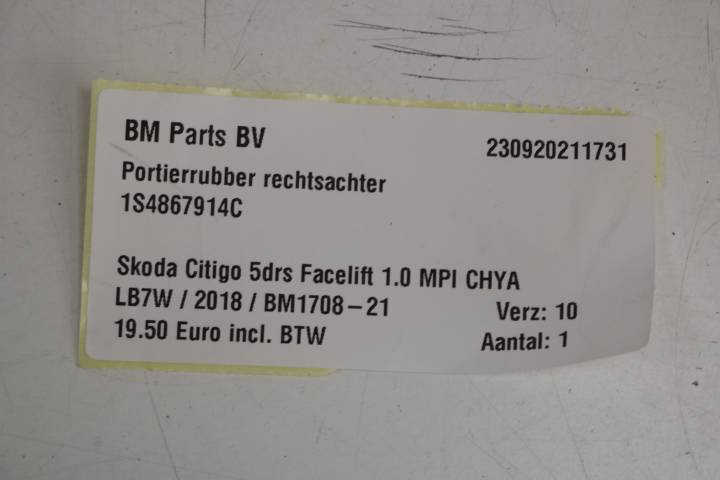 BM Parts BV 230920211731
Portierrubber rechtsachter
1S4867914C
Skoda Citigo 5drs Facelift 1.0 MPI CHYA
LB7W / 2018 / BM1708-21 Verz: 10
19.50 Euro incl. BTW Aantal: 1